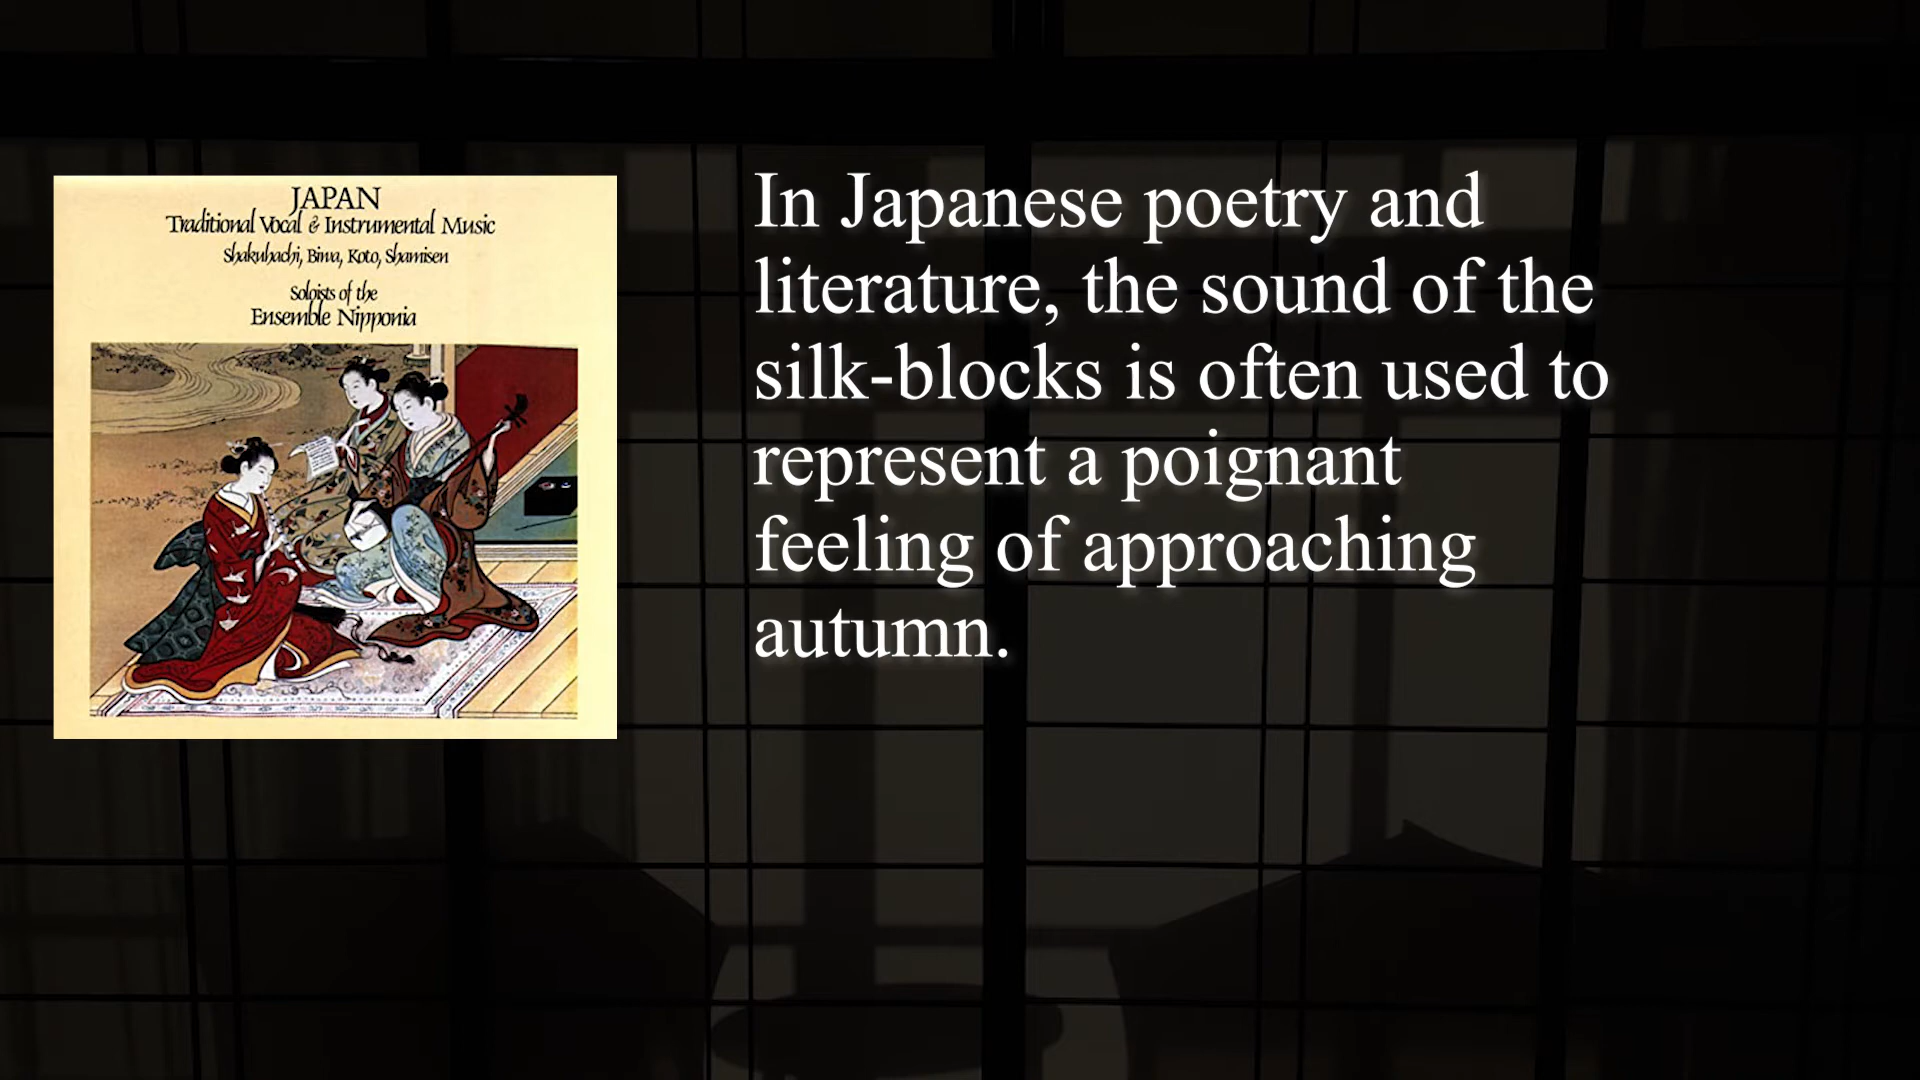 JAPAN
Traditional Vocal & Instrumental Music
Shakuhachi, Biwa, Koto, Shamisen
Soloists of the
Ensemble Nipponia
In Japanese poetry and
literature, the sound of the
silk-blocks is often used to
represent a poignant
feeling of approaching
autumn.